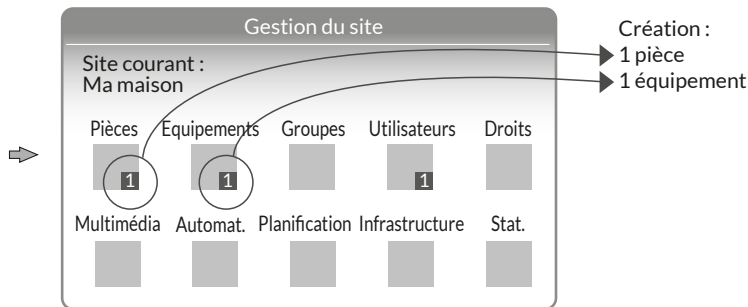 Gestion du site
Site courant :
Ma maison
Pièces Equipements Groupes Utilisateurs Droits
1 1 1
Multimédia Automat. Planification Infrastructure Stat.
Création :
1 pièce
1 équipement